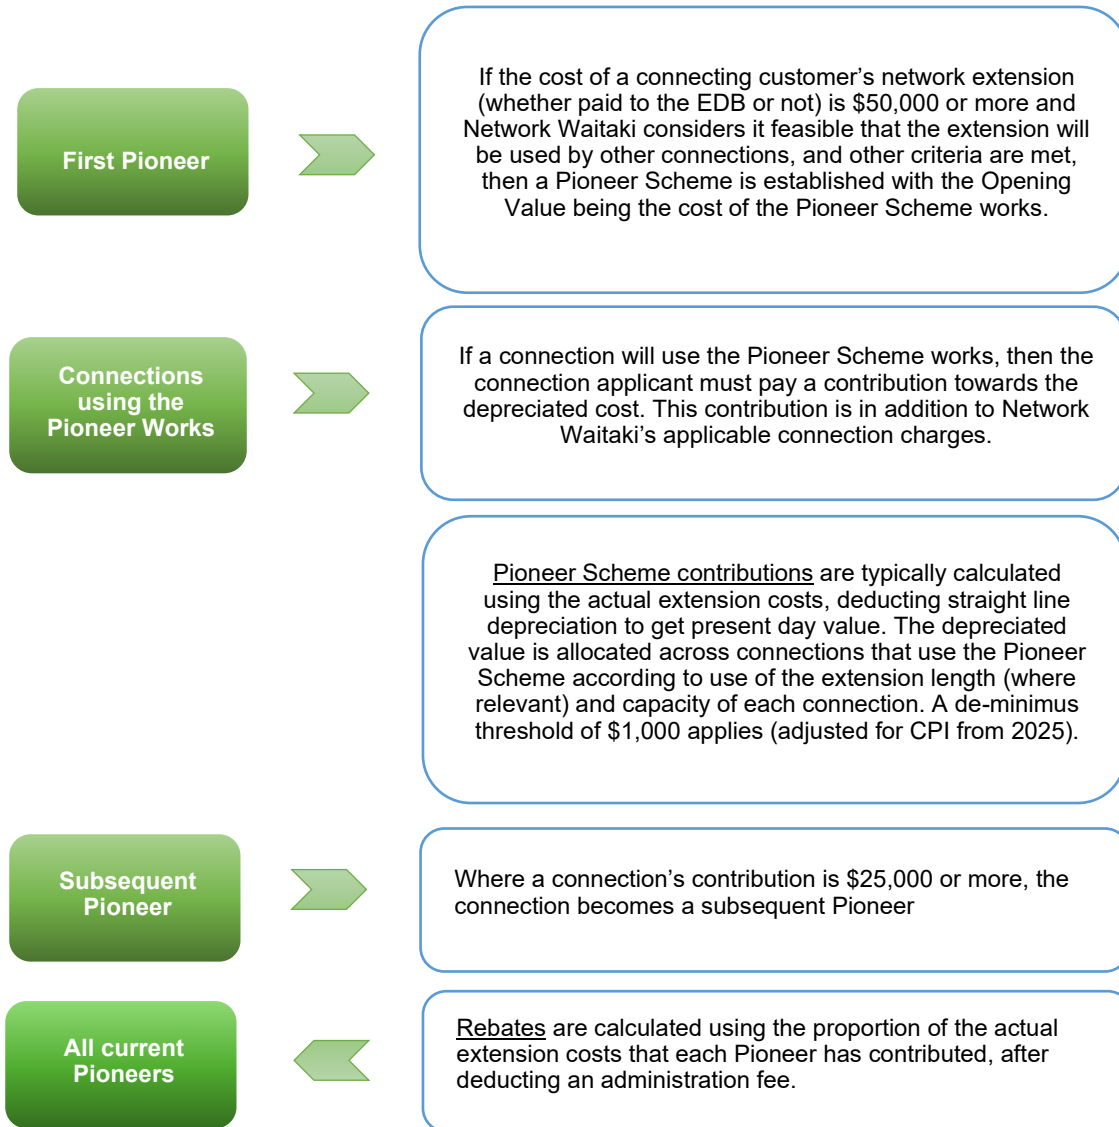 First Pioneer
If the cost of a connecting customer’s network extension
(whether paid to the EDB or not) is $50,000 or more and
Network Waitaki considers it feasible that the extension will
be used by other connections, and other criteria are met,
then a Pioneer Scheme is established with the Opening
Value being the cost of the Pioneer Scheme works.
Connections
using the
Pioneer Works
If a connection will use the Pioneer Scheme works, then the
connection applicant must pay a contribution towards the
depreciated cost. This contribution is in addition to Network
Waitaki’s applicable connection charges.
Pioneer Scheme contributions are typically calculated
using the actual extension costs, deducting straight line
depreciation to get present day value. The depreciated
value is allocated across connections that use the Pioneer
Scheme according to use of the extension length (where
relevant) and capacity of each connection. A de-minimus
threshold of $1,000 applies (adjusted for CPI from 2025).
Subsequent
Pioneer
Where a connection’s contribution is $25,000 or more, the
connection becomes a subsequent Pioneer
All current
Pioneers
Rebates are calculated using the proportion of the actual
extension costs that each Pioneer has contributed, after
deducting an administration fee.